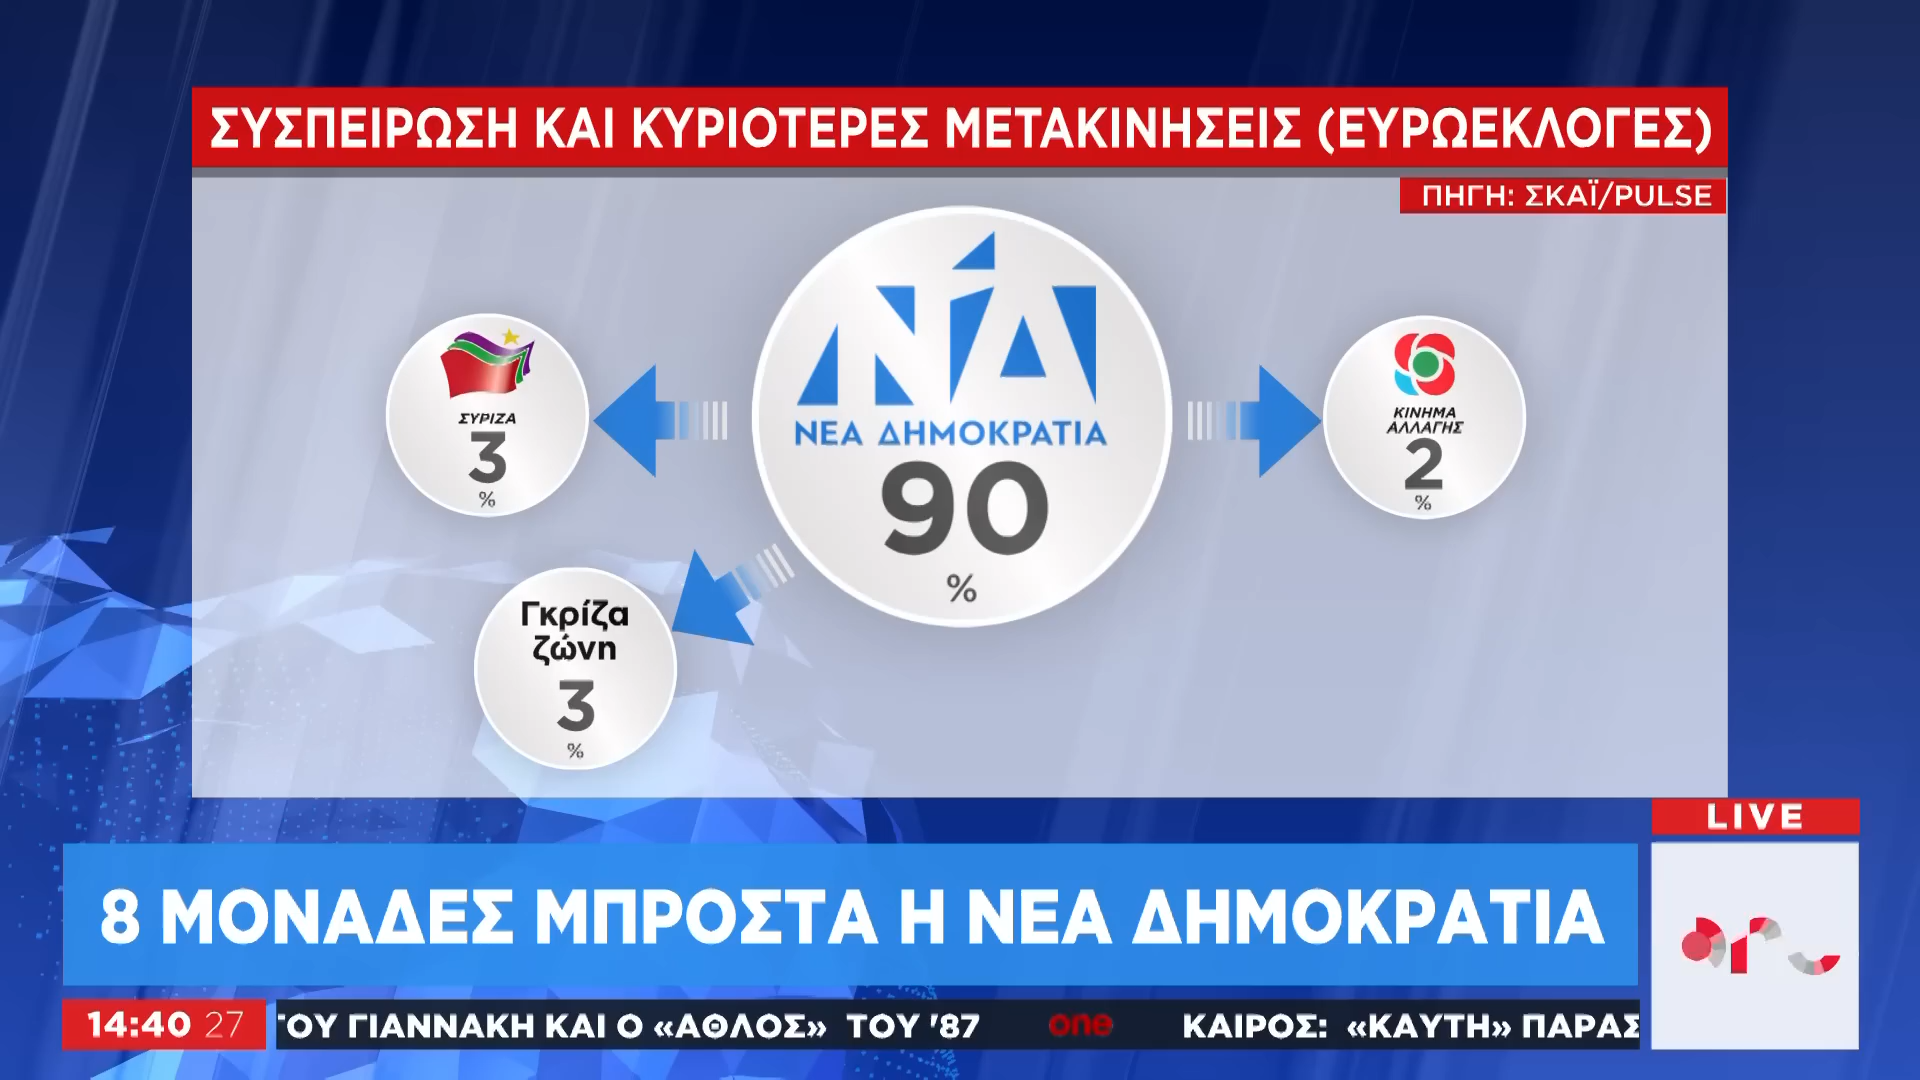 ΣΥΣΠΕΙΡΩΣΗ ΚΑΙ ΚΥΡΙΟΤΕΡΕΣ ΜΕΤΑΚΙΝΗΣΕΙΣ (ΕΥΡΩΕΚΛΟΓΕΣ)
ΠΗΓΗ: ΣΚΑΪ/PULSE
ΝΔ
ΝΕΑ ΔΗΜΟΚΡΑΤΙΑ
90
%
ΣΥΡΙΖΑ
3
%
ΚΙΝΗΜΑ
ΑΛΛΑΓΗΣ
2
%
Γκρίζα
ζώνη
3
%
LIVE
8 ΜΟΝΑΔΕΣ ΜΠΡΟΣΤΑ Η ΝΕΑ ΔΗΜΟΚΡΑΤΙΑ
14:40 27
ΤΟΥ ΓΙΑΝΝΑΚΗ ΚΑΙ Ο «ΑΘΛΟΣ» ΤΟΥ '87 one ΚΑΙΡΟΣ: «ΚΑΥΤΗ» ΠΑΡΑΣ